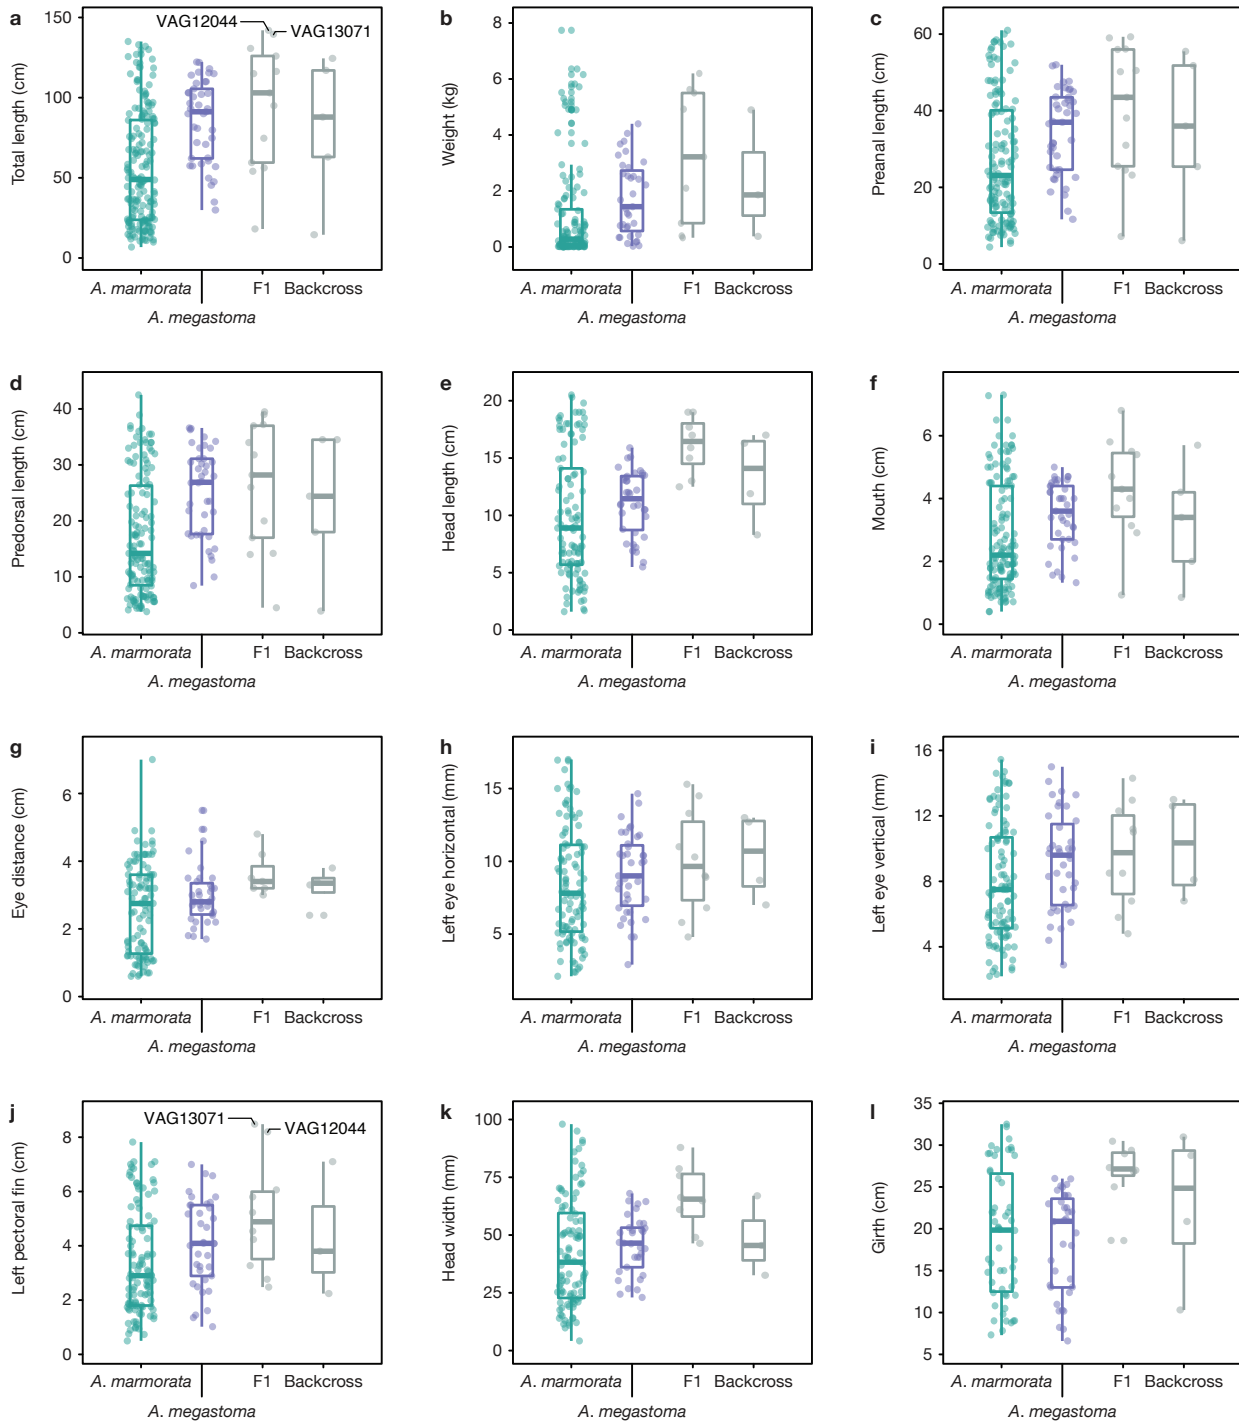 a
Total length (cm)
150
100
50
0
VAG12044
VAG13071
A. marmorata
F1
Backcross
A. megastoma
b
Weight (kg)
8
6
4
2
0
A. marmorata
F1
Backcross
A. megastoma
c
Preanal length (cm)
60
40
20
0
A. marmorata
F1
Backcross
A. megastoma
d
Predorsal length (cm)
40
30
20
10
0
A. marmorata
F1
Backcross
A. megastoma
e
Head length (cm)
20
15
10
5
0
A. marmorata
F1
Backcross
A. megastoma
f
Mouth (cm)
6
4
2
0
A. marmorata
F1
Backcross
A. megastoma
g
Eye distance (cm)
6
4
2
0
A. marmorata
F1
Backcross
A. megastoma
h
Left eye horizontal (mm)
15
10
5
A. marmorata
F1
Backcross
A. megastoma
i
Left eye vertical (mm)
16
12
8
4
A. marmorata
F1
Backcross
A. megastoma
j
Left pectoral fin (cm)
8
6
4
2
0
VAG13071
VAG12044
A. marmorata
F1
Backcross
A. megastoma
k
Head width (mm)
100
75
50
25
0
A. marmorata
F1
Backcross
A. megastoma
l
Girth (cm)
35
30
25
20
15
10
5
A. marmorata
F1
Backcross
A. megastoma